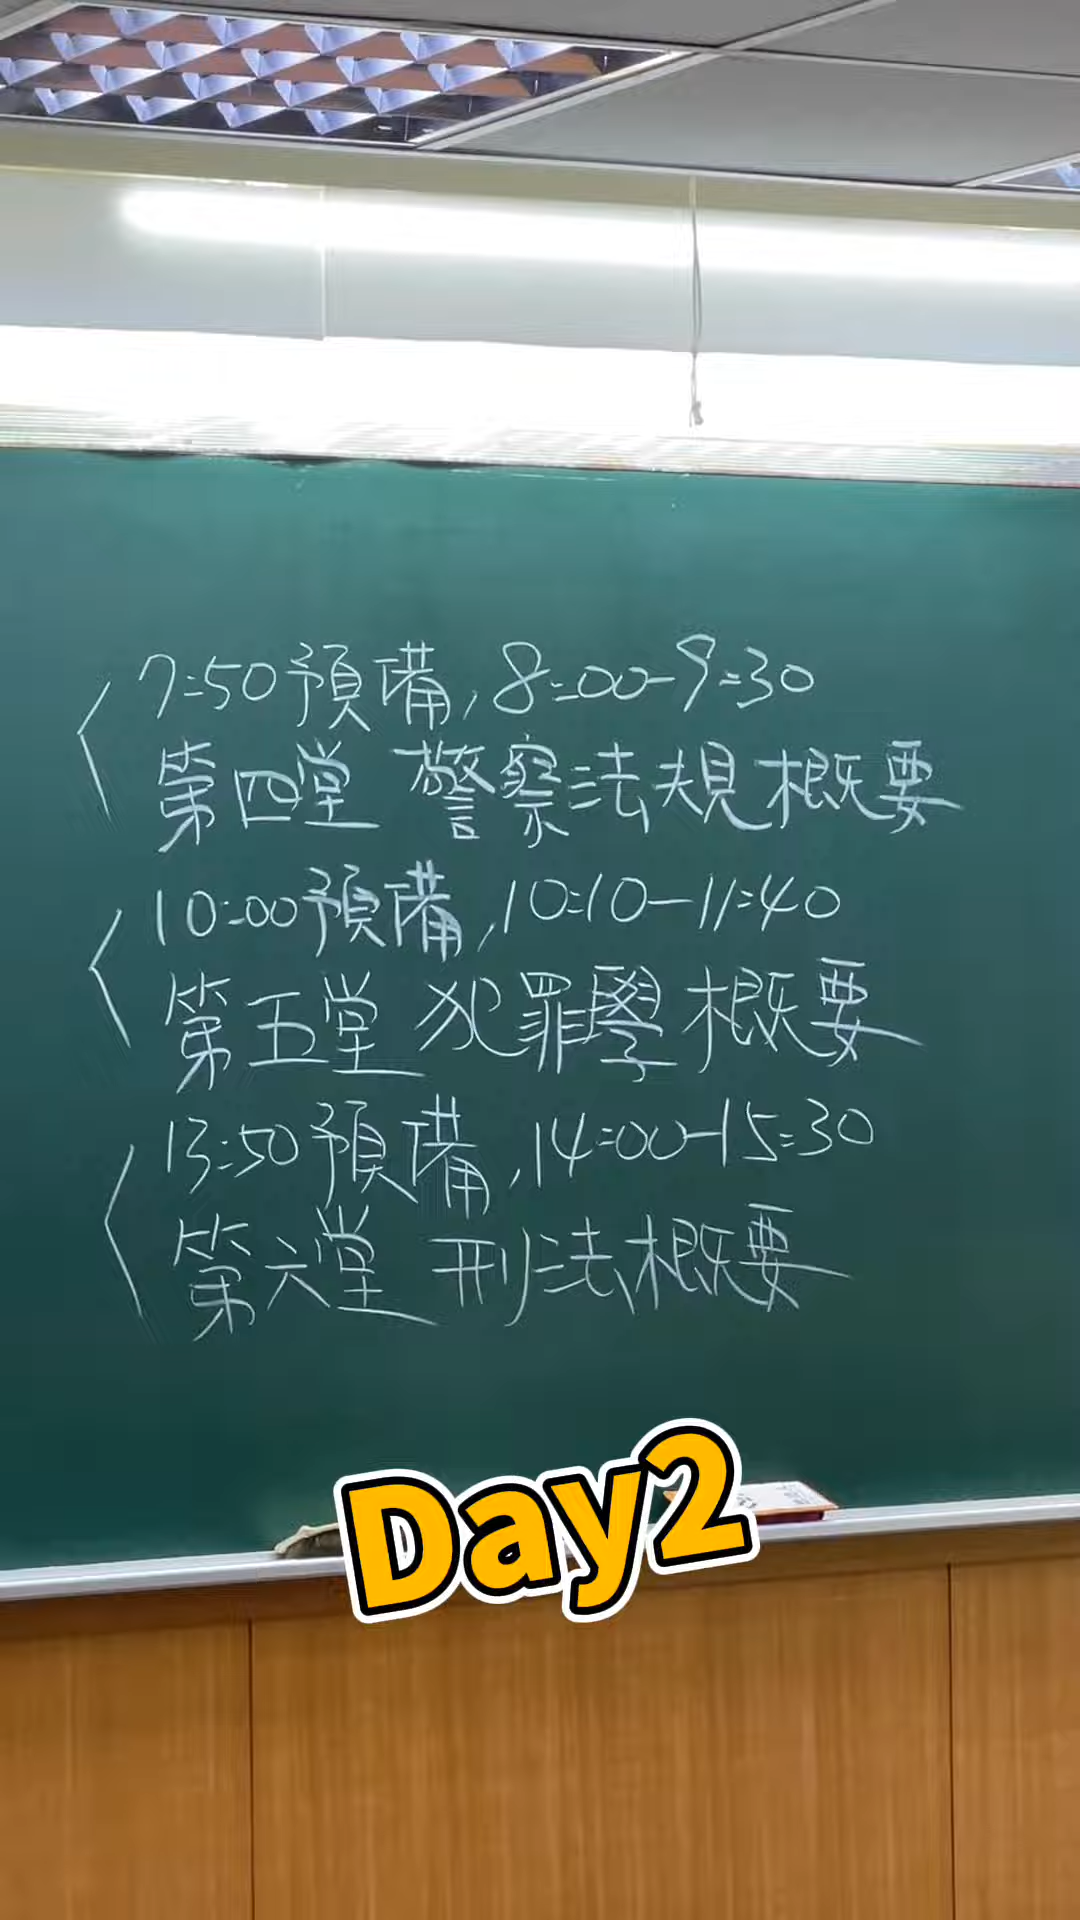 7:50預備, 8:00-9:30
第四堂 警察法規概要
10:00預備, 10:10-11:40
第五堂 犯罪學概要
13:50預備, 14:00-15:30
第六堂 刑法概要
Day2